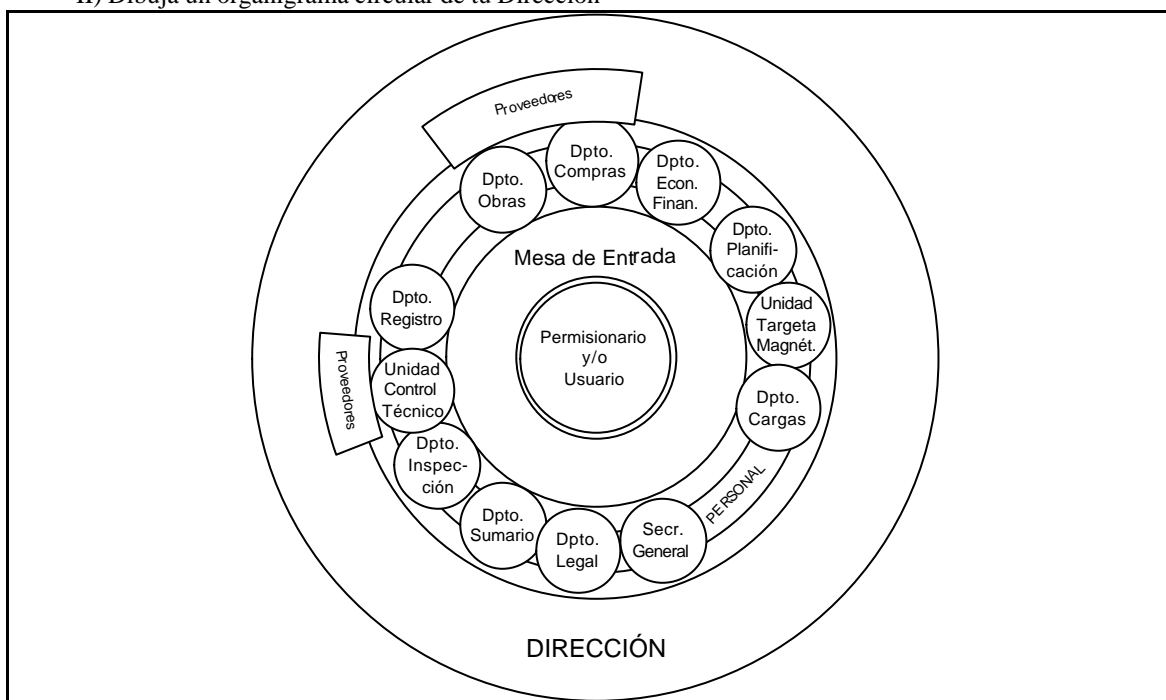 II) Dibuja un organigrama circular de tu Dirección
Proveedores
Dpto.
Compras
Dpto.
Obras
Dpto.
Econ.
Finan.
Dpto.
Planifi-
cación
Mesa de Entrada
Unidad
Targeta
Magnét.
Dpto.
Registro
Permisionario
y/o
Usuario
Proveedores
Unidad
Control
Técnico
Dpto.
Cargas
Dpto.
Inspec-
ción
PERSONAL
Dpto.
Sumario
Dpto.
Legal
Secr.
General
DIRECCIÓN